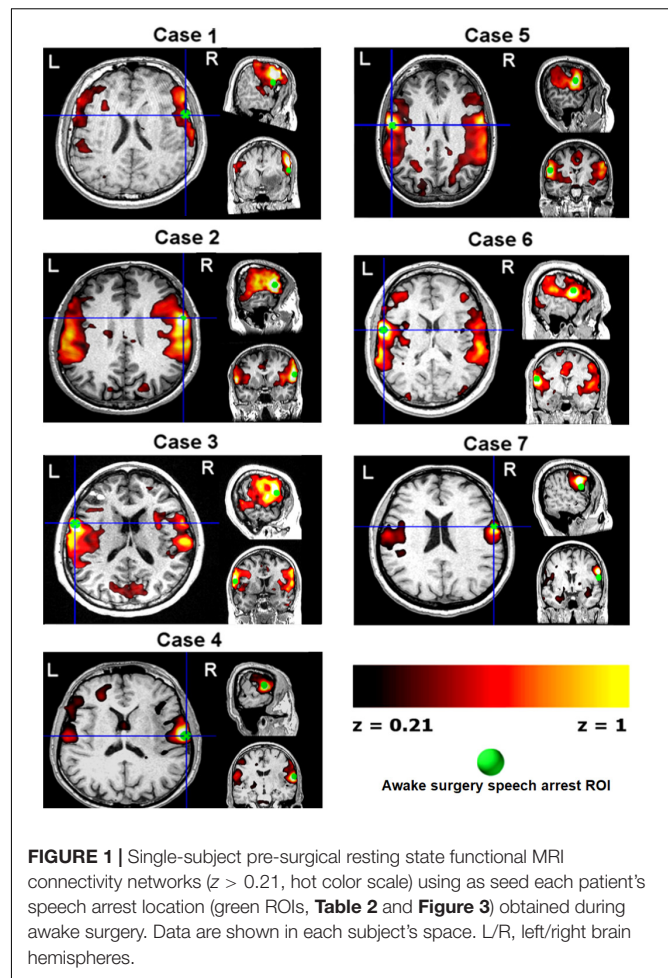 Case 1
L R
Case 5
L R
Case 2
L R
Case 6
L R
Case 3
L R
Case 7
L R
Case 4
L R
z = 0.21 z = 1
Awake surgery speech arrest ROI
FIGURE 1 | Single-subject pre-surgical resting state functional MRI
connectivity networks (z > 0.21, hot color scale) using as seed each patient's
speech arrest location (green ROIs, Table 2 and Figure 3) obtained during
awake surgery. Data are shown in each subject's space. L/R, left/right brain
hemispheres.